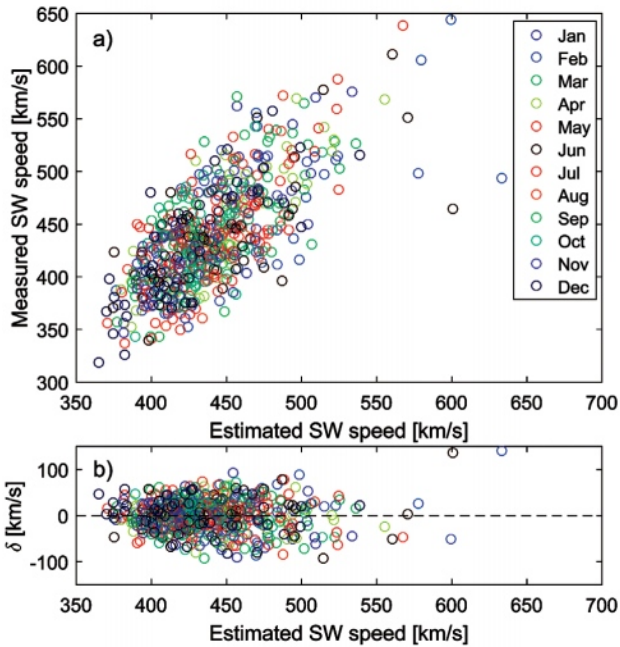 a)
650
600
550
500
450
400
350
300
Measured SW speed [km/s]
Jan
Feb
Mar
Apr
May
Jun
Jul
Aug
Sep
Oct
Nov
Dec
350 400 450 500 550 600 650 700
Estimated SW speed [km/s]
b)
100
0
-100
δ [km/s]
350 400 450 500 550 600 650 700
Estimated SW speed [km/s]